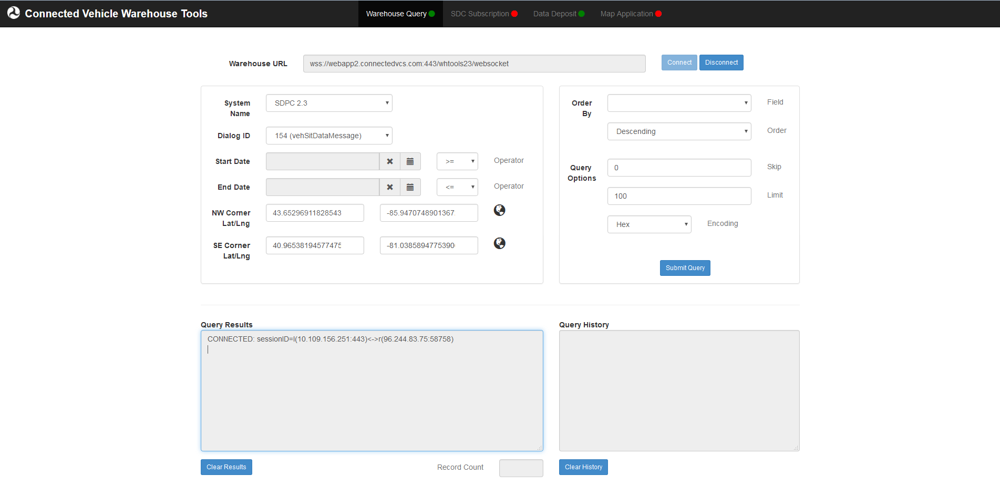 Connected Vehicle Warehouse Tools
Warehouse Query
SDC Subscription
Data Deposit
Map Application
Warehouse URL
wss://webapp2.connectedvcs.com:443/whtools23/websocket
Connect
Disconnect
System
Name
SDPC 2.3
Dialog ID
154 (vehSitDataMessage)
Start Date
>=
Operator
End Date
<=
Operator
NW Corner
Lat/Lng
43.65296911828543
-85.9470748901367
SE Corner
Lat/Lng
40.96538194577475
-81.0385894775390
Order
By
Field
Descending
Order
Query
Options
0
Skip
100
Limit
Hex
Encoding
Submit Query
Query Results
CONNECTED: sessionID=l(10.109.156.251:443)<->r(96.244.83.75:58758)
Clear Results
Record Count
Query History
Clear History